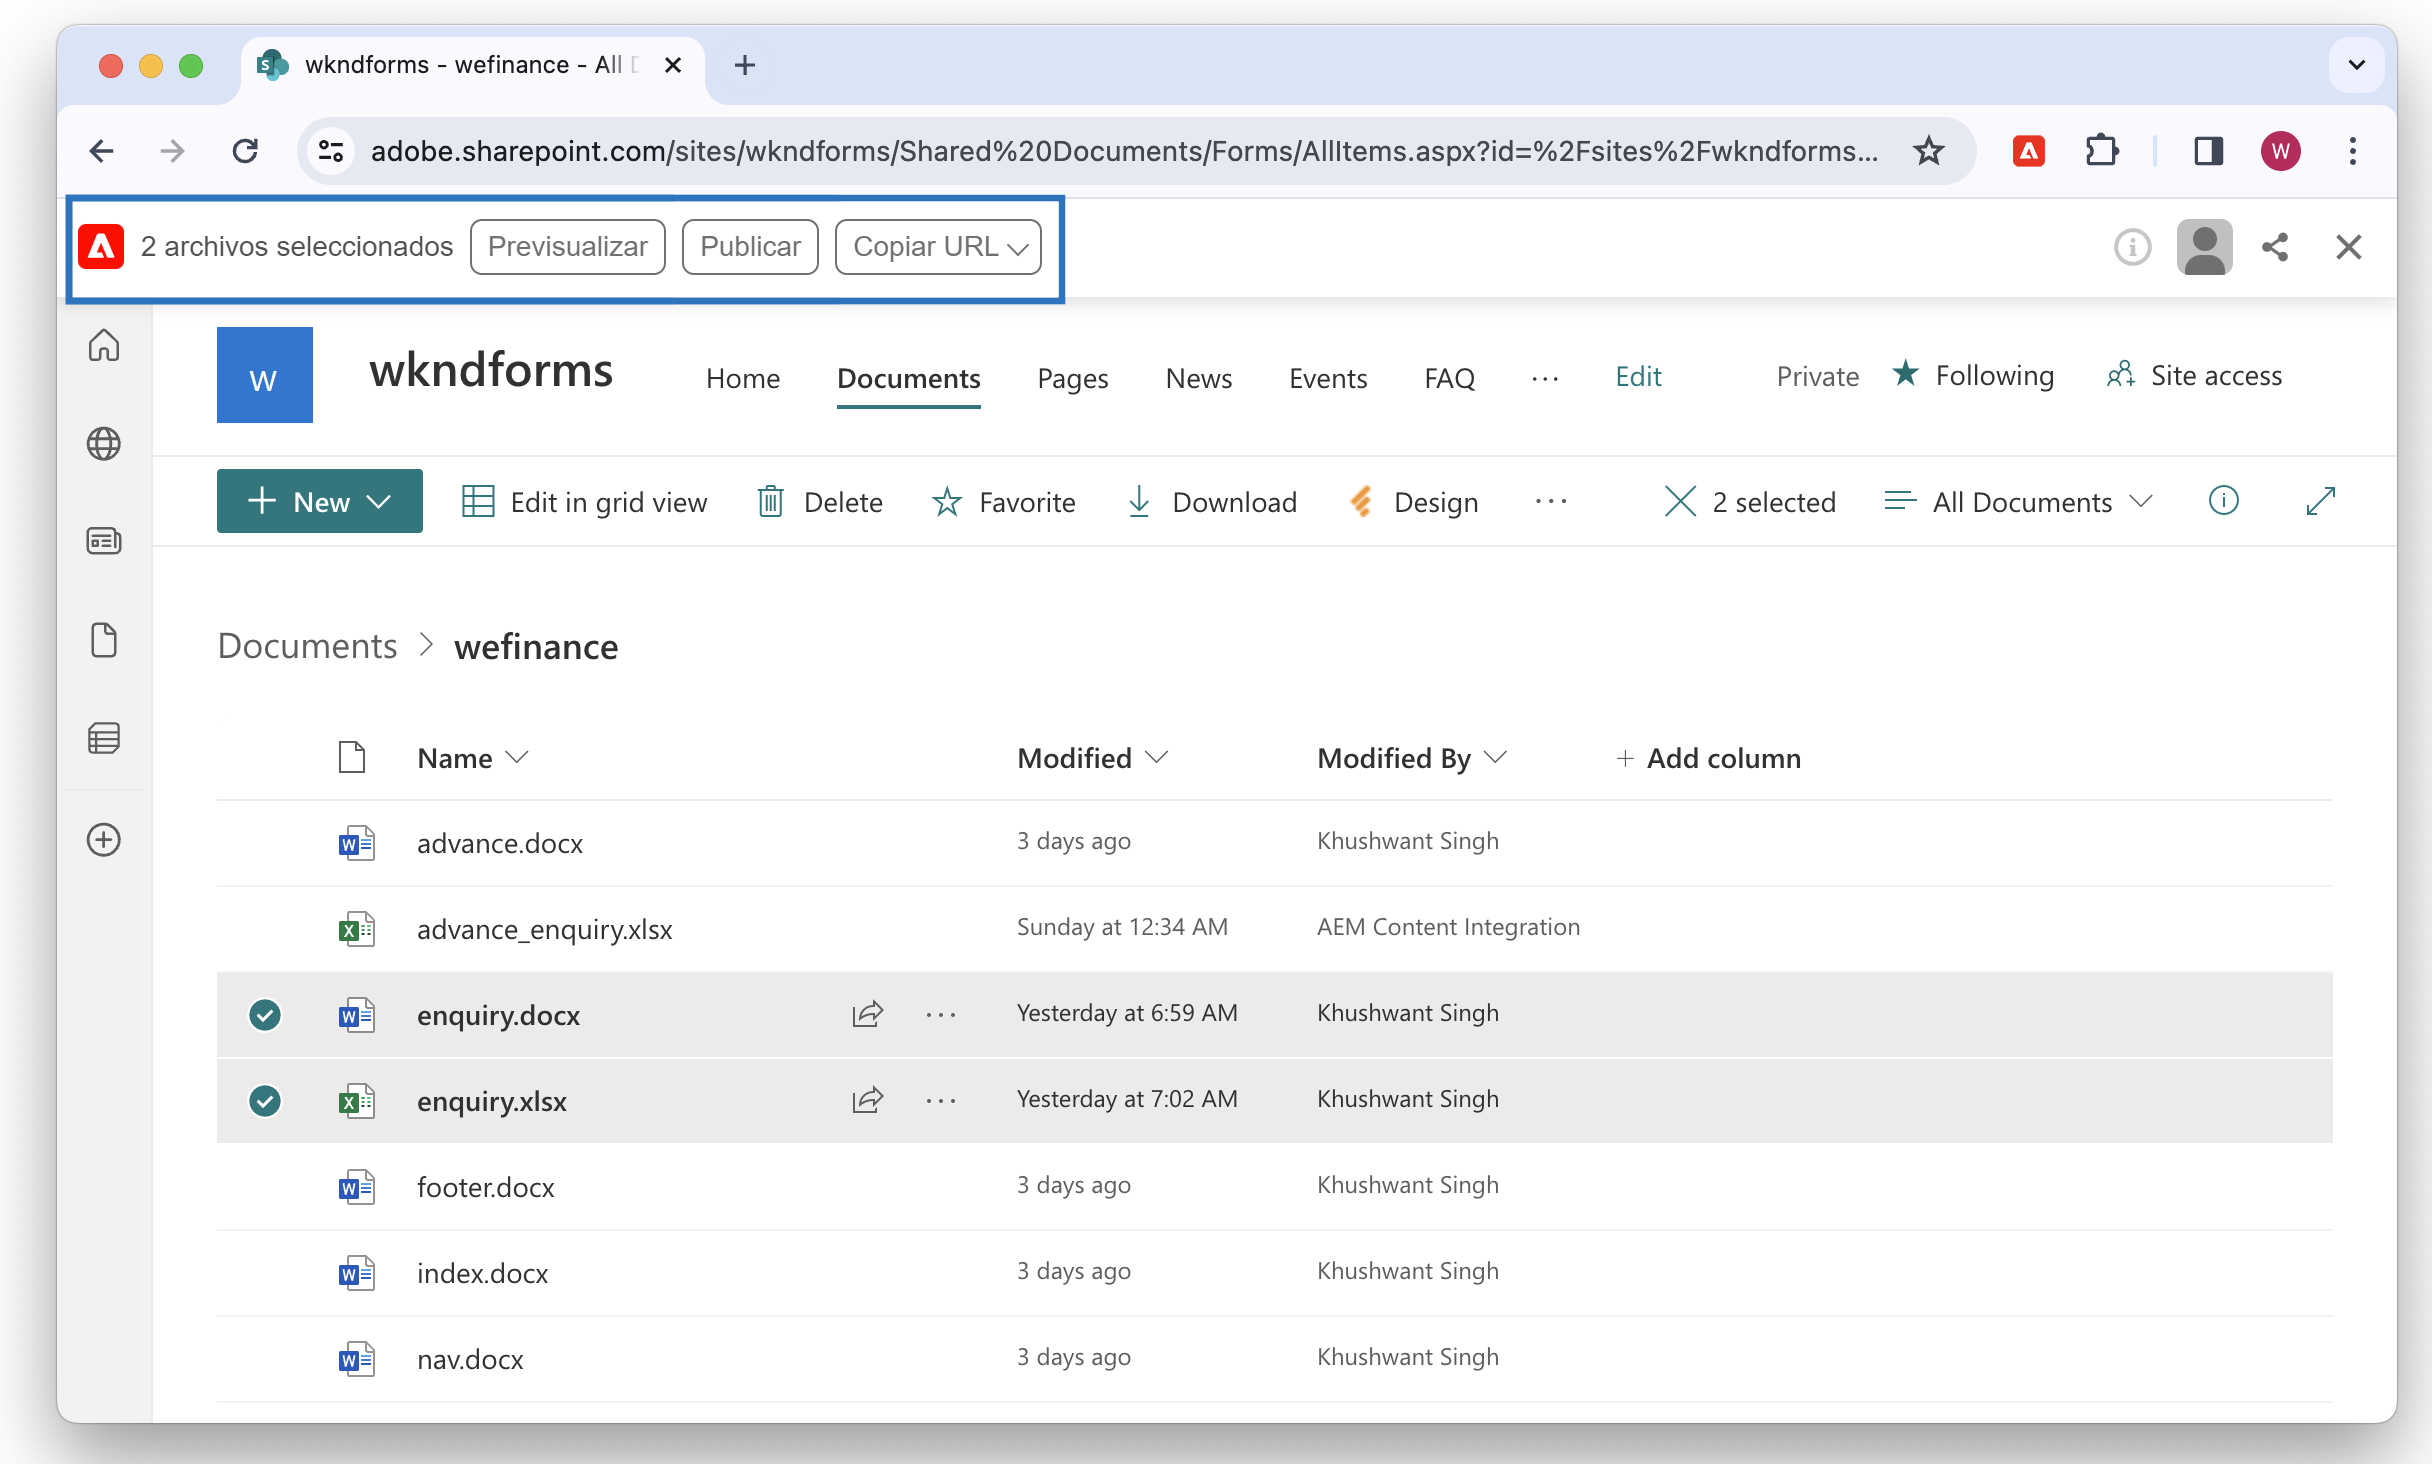 wkndforms - wefinance - All
adobe.sharepoint.com/sites/wkndforms/Shared%20Documents/Forms/AllItems.aspx?id=%2Fsites%2Fwkndforms...
W
2 archivos seleccionados Previsualizar Publicar Copiar URL
W wkndforms Home Documents Pages News Events FAQ ... Edit Private Following Site access
+ New Edit in grid view Delete Favorite Download Design ... 2 selected All Documents
Documents > wefinance
Name Modified Modified By + Add column
advance.docx 3 days ago Khushwant Singh
advance_enquiry.xlsx Sunday at 12:34 AM AEM Content Integration
enquiry.docx ... Yesterday at 6:59 AM Khushwant Singh
enquiry.xlsx ... Yesterday at 7:02 AM Khushwant Singh
footer.docx 3 days ago Khushwant Singh
index.docx 3 days ago Khushwant Singh
nav.docx 3 days ago Khushwant Singh